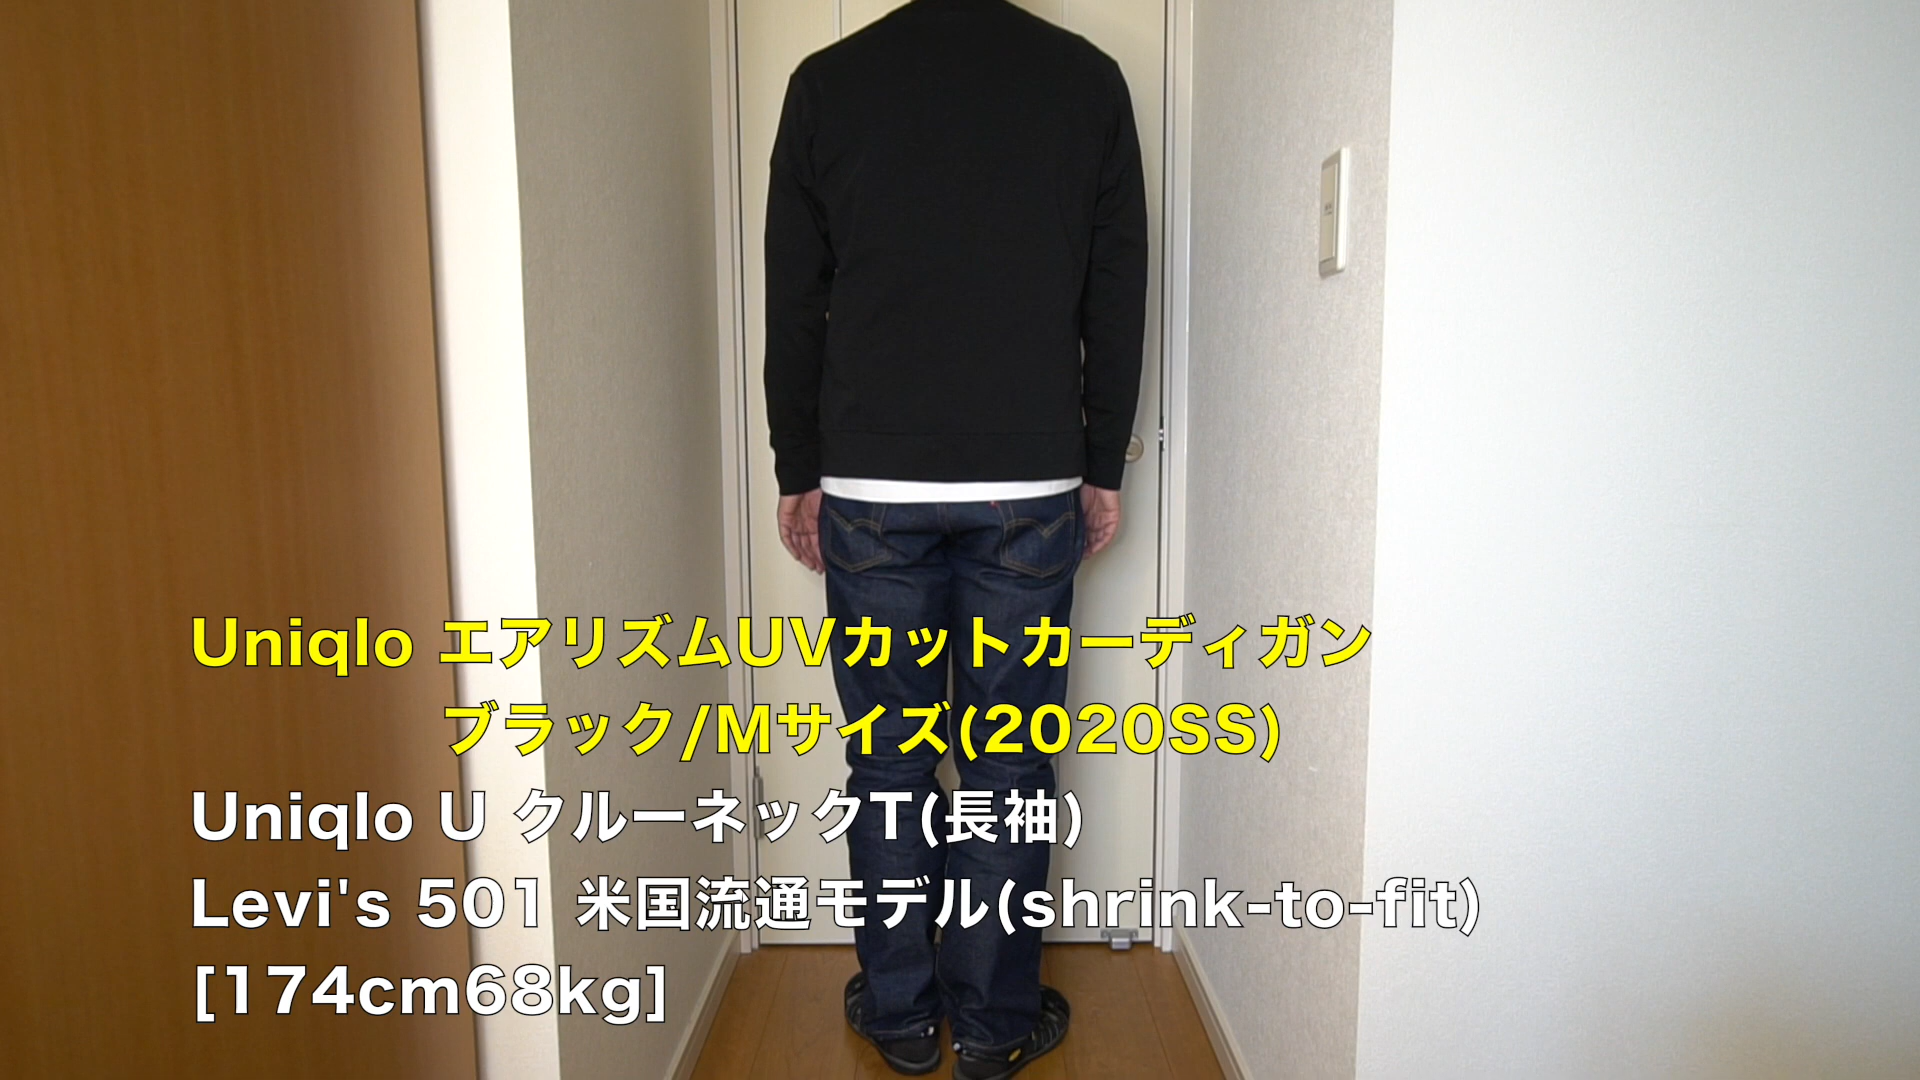 Uniqlo エアリズムUVカットカーディガン
ブラック/Mサイズ(2020SS)
Uniqlo U クルーネックT(長袖)
Levi's 501 米国流通モデル(shrink-to-fit)
[174cm68kg]